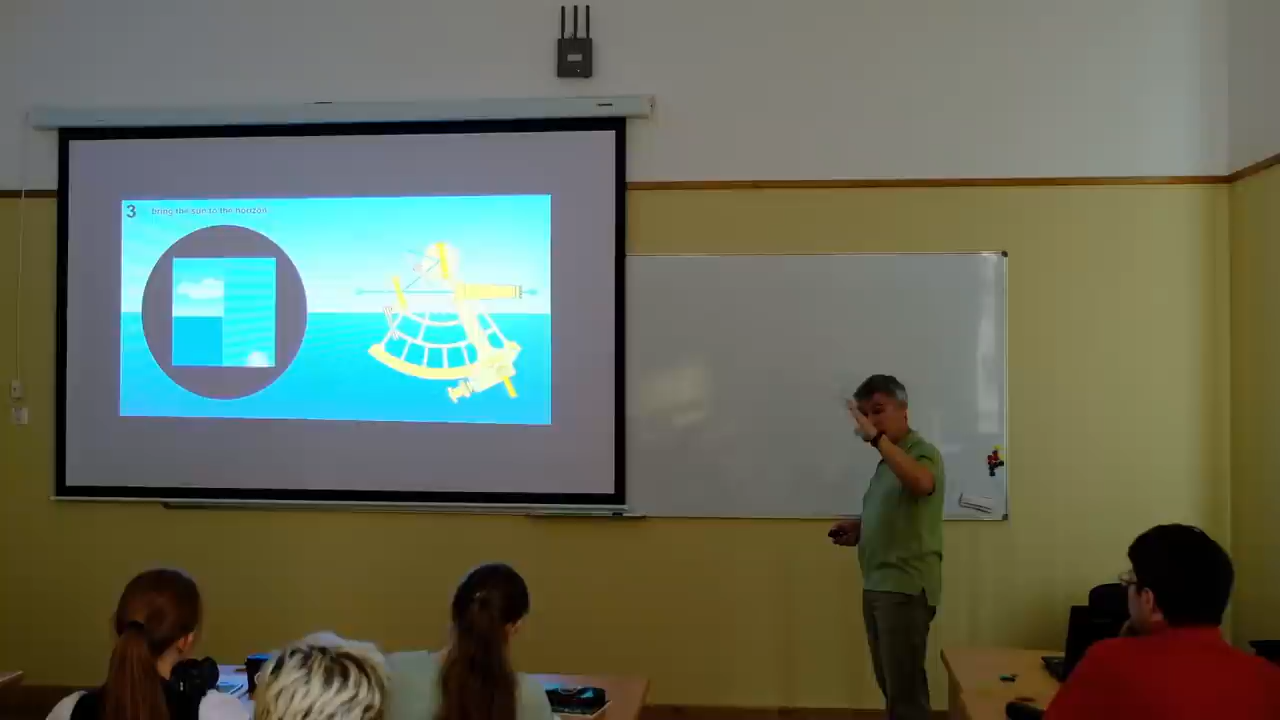 3 bring the sun to the horizon